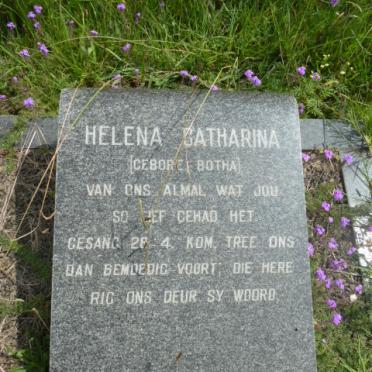 HELENA CATHARINA
(GEBORE: BOTHA)
VAN ONS ALMAL WAT JOU
SO LIEF GEHAD HET.
GESANG 28-4. KOM, TREE ONS
DAN BEMOEDIG VOORT; DIE HERE
RIG ONS DEUR SY WOORD.